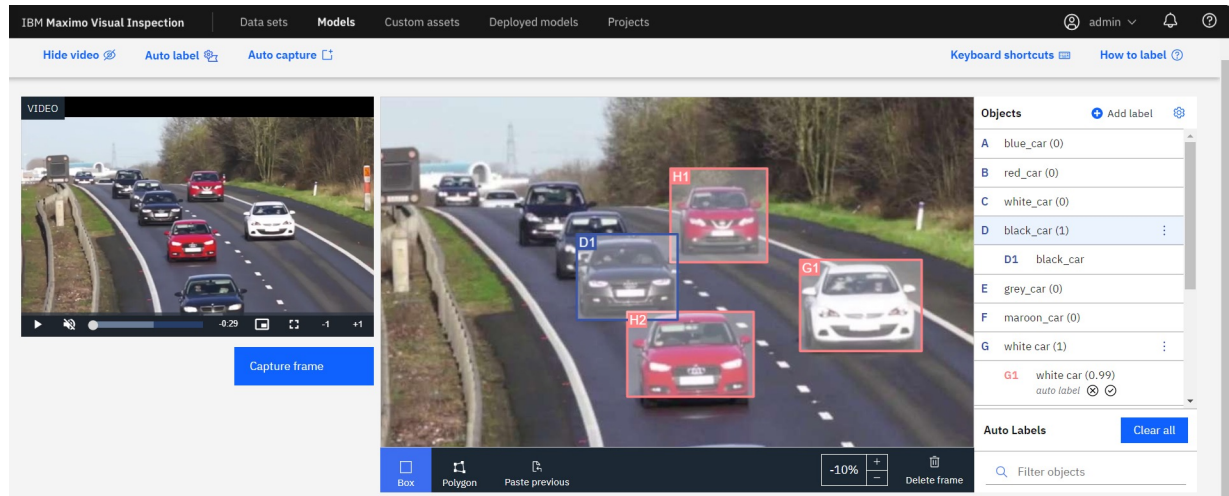 IBM Maximo Visual Inspection Data sets Models Custom assets Deployed models Projects admin
Hide video Auto label Auto capture Keyboard shortcuts How to label
VIDEO
-0:29 -1 +1
Capture frame
H1
D1
G1
H2
Box Polygon Paste previous -10% + − Delete frame
Objects Add label
A blue_car (0)
B red_car (0)
C white_car (0)
D black_car (1)
D1 black_car
E grey_car (0)
F maroon_car (0)
G white car (1)
G1 white car (0.99)
auto label
Auto Labels Clear all
Filter objects